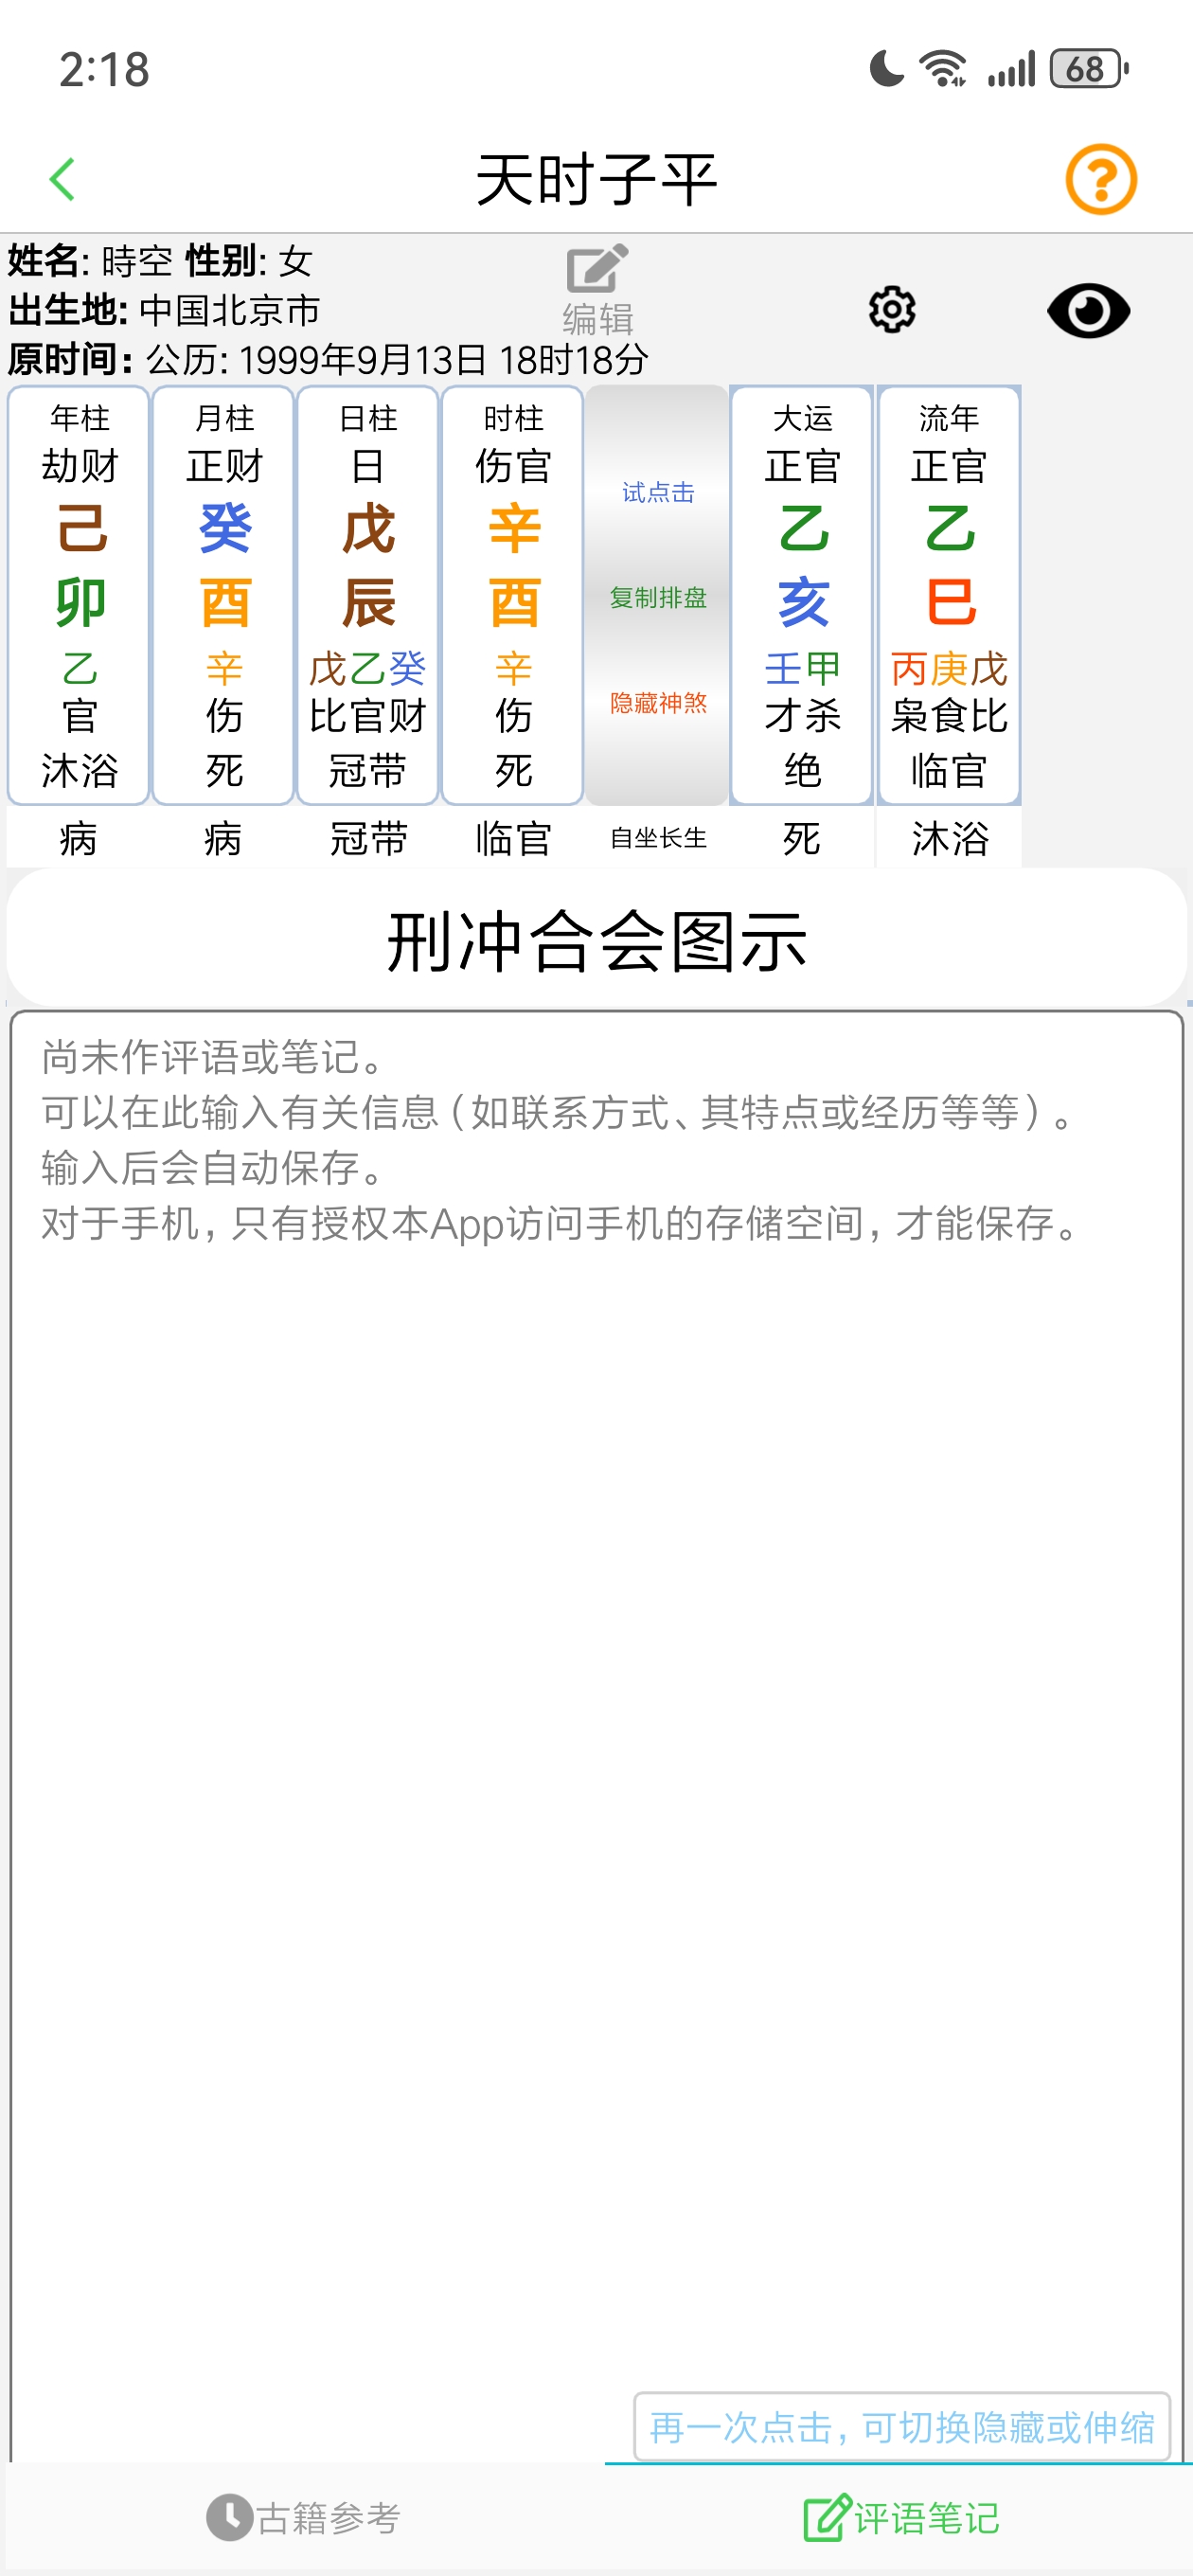 2:18
68
天时子平
姓名: 時空 性别: 女
出生地: 中国北京市
编辑
原时间: 公历: 1999年9月13日 18时18分
年柱 月柱 日柱 时柱 大运 流年
劫财 正财 日 伤官 正官 正官
试点击
己 癸 戊 辛 乙 乙
卯 酉 辰 酉 亥 巳
复制排盘
乙 辛 戊乙癸 辛 壬甲 丙庚戊
隐藏神煞
官 伤 比官财 伤 才杀 枭食比
沐浴 死 冠带 死 绝 临官
病 病 冠带 临官 自坐长生 死 沐浴
刑冲合会图示
尚未作评语或笔记。
可以在此输入有关信息（如联系方式、其特点或经历等等）。
输入后会自动保存。
对于手机，只有授权本App访问手机的存储空间，才能保存。
再一次点击，可切换隐藏或伸缩
古籍参考 评语笔记